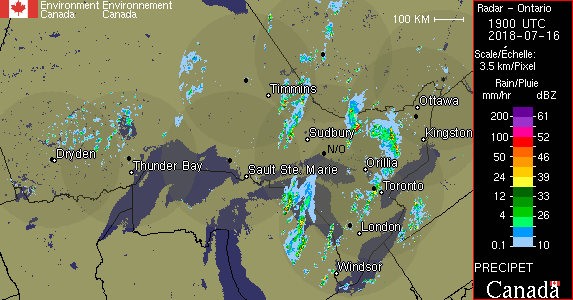 Environment Environnement
Canada Canada
100 KM
Timmins
Ottawa
Sudbury
Kingston
N/O
Dryden
Thunder Bay
Sault Ste. Marie
Orillia
Toronto
London
Windsor
Radar - Ontario
1900 UTC
2018-07-16
Scale/Échelle:
3.5 km/Pixel
Rain/Pluie
mm/hr dBZ
200 61
100 52
50 46
24 39
12 33
4 26
0.1 10
PRECIPET
Canada